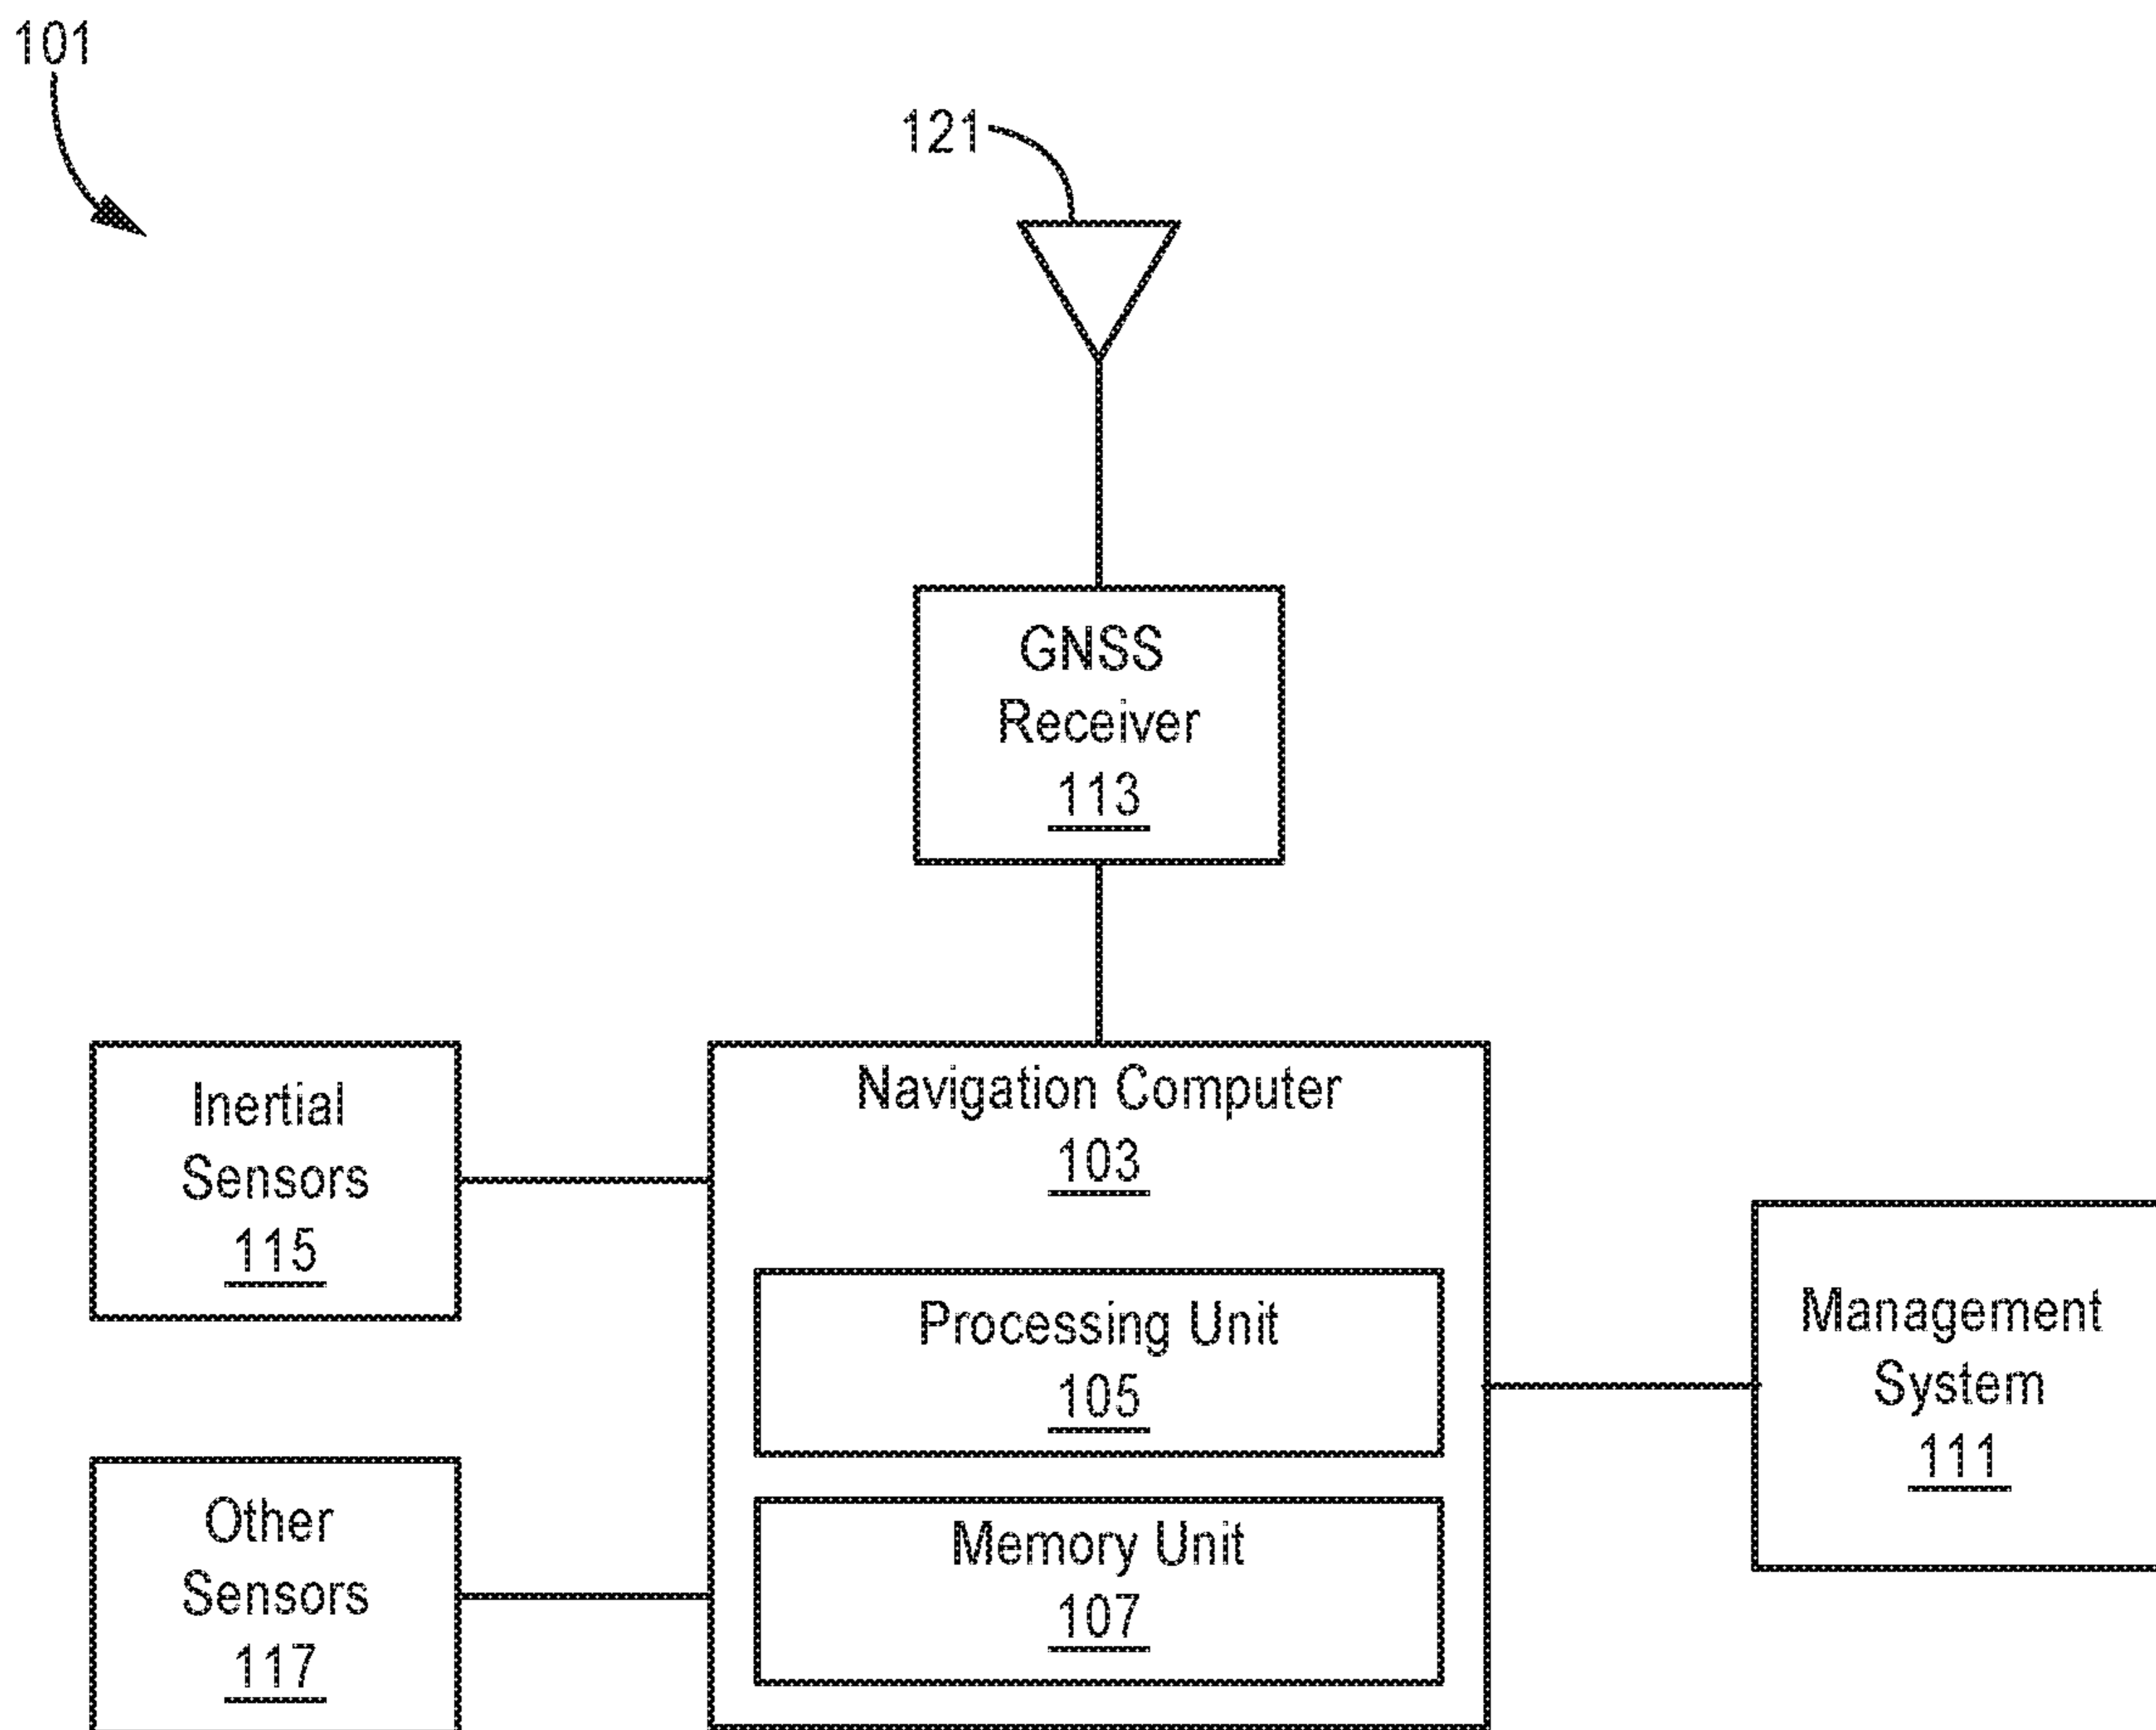 101
121
GNSS
Receiver
113
Inertial
Sensors
115
Navigation Computer
103
Processing Unit
105
Memory Unit
107
Other
Sensors
117
Management
System
111